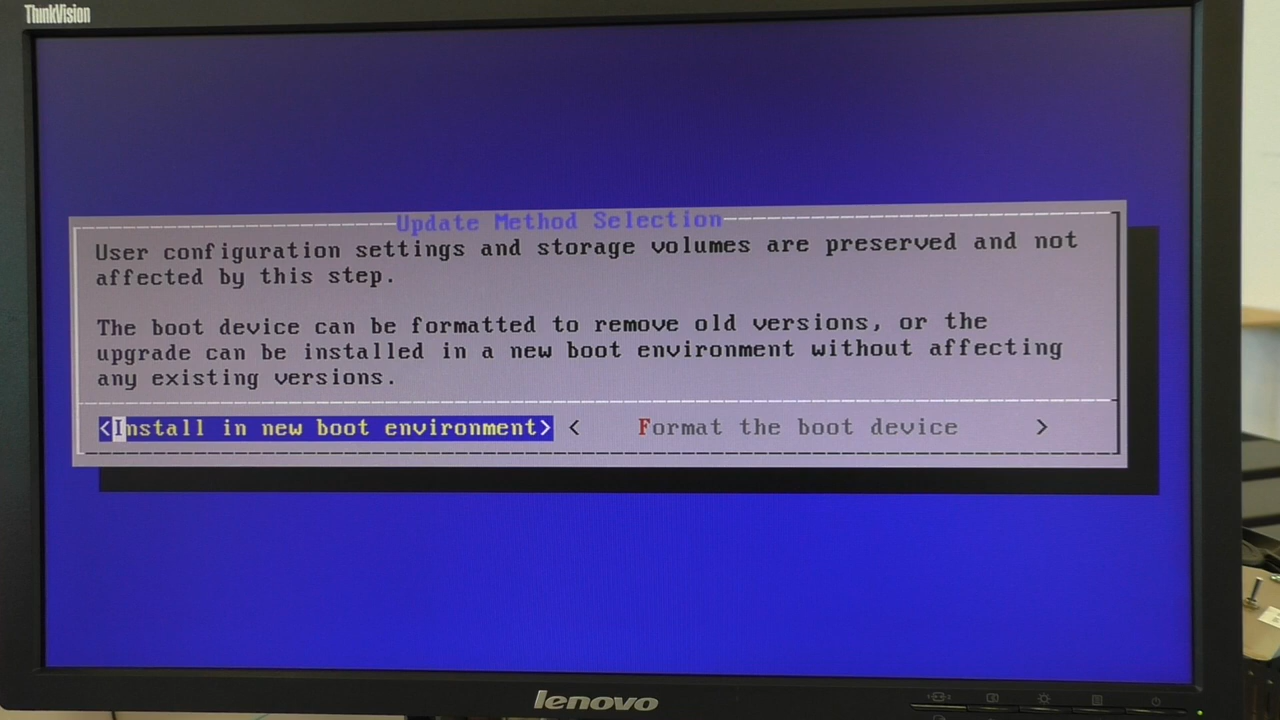 ThinkVision
Update Method Selection
User configuration settings and storage volumes are preserved and not
affected by this step.
The boot device can be formatted to remove old versions, or the
upgrade can be installed in a new boot environment without affecting
any existing versions.
<Install in new boot environment> < Format the boot device >
lenovo